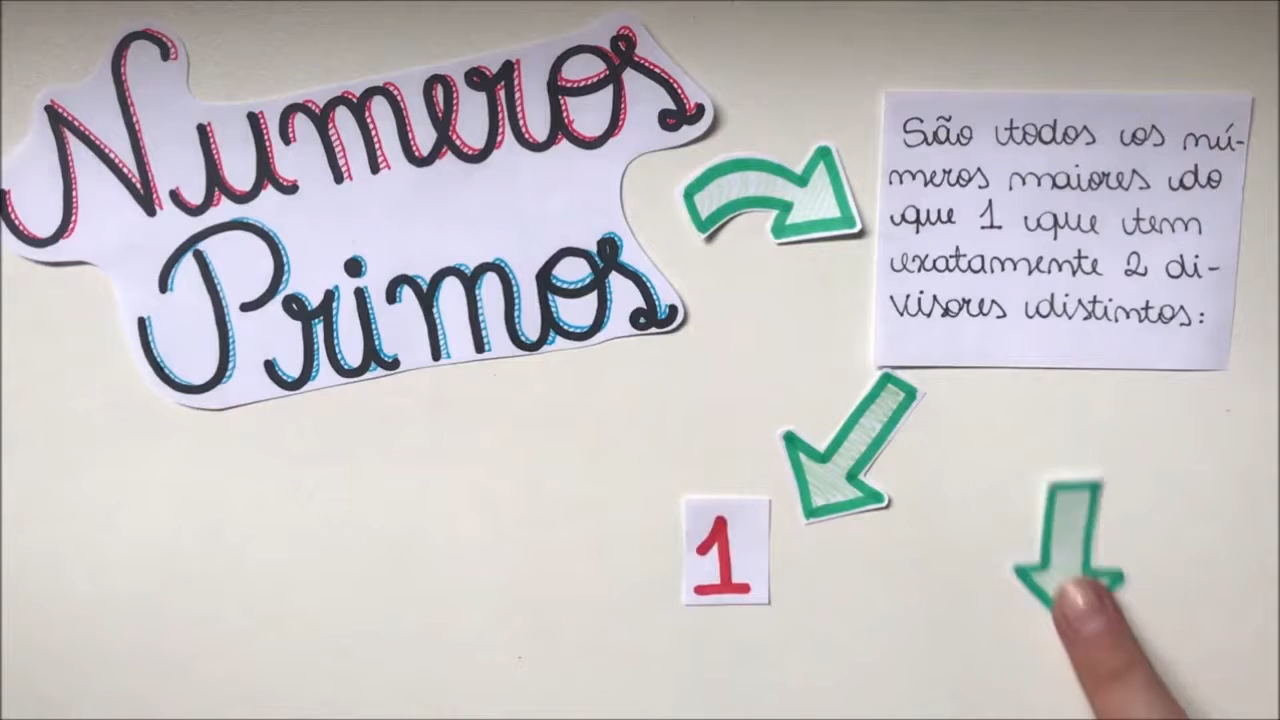 Numeros
Primos
São todos os nú-
meros maiores do
que 1 que tem
exatamente 2 di-
visores distintos:
1